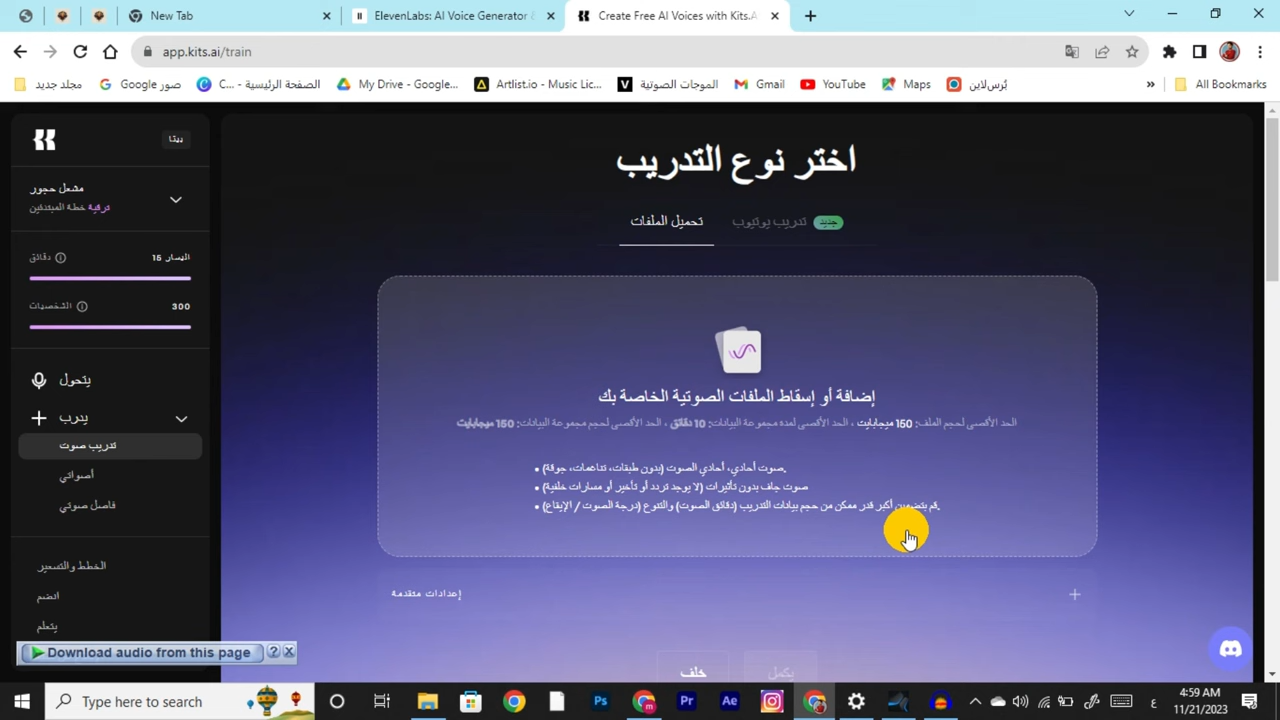 New Tab
ElevenLabs: AI Voice Generator &
Create Free AI Voices with Kits.A
app.kits.ai/train
مجلد جديد
صور Google
الصفحة الرئيسية - C...
My Drive - Google...
Artlist.io - Music Lic...
الموجات الصوتية
Gmail
YouTube
Maps
بُرس‌لاين
»
All Bookmarks
بيتا
مشعل حجور
ترقية خطة المبتدئين
دقائق
اليسار 15
الشخصيات
300
يتحول
يدرب
تدريب صوت
أصواتي
فاصل صوتي
الخطط والتسعير
انضم
يتعلم
اختر نوع التدريب
تحميل الملفات
تدريب يوتيوب
جديد
إضافة أو إسقاط الملفات الصوتية الخاصة بك
الحد الأقصى لحجم الملف: 150 ميجابايت ، الحد الأقصى لمدة مجموعة البيانات: 10 دقائق ، الحد الأقصى لحجم مجموعة البيانات: 150 ميجابايت
• صوت أحادي، أحادي الصوت (بدون طبقات، تناغمات، جوقة).
• صوت جاف بدون تأثيرات (لا يوجد تردد أو تأخير أو مسارات خلفية)
• قم بتضمين أكبر قدر ممكن من حجم بيانات التدريب (دقائق الصوت) والتنوع (درجة الصوت / الإيقاع).
إعدادات متقدمة
خلف
يكمل
Download audio from this page
?
Type here to search
Ps
Pr
Ae
ع
4:59 AM
11/21/2023